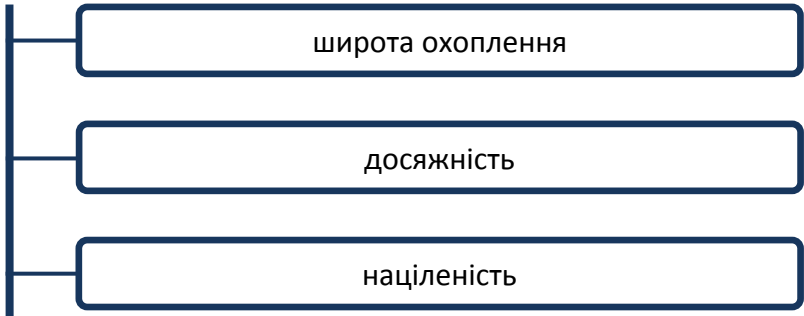 широта охоплення
досяжність
націленість